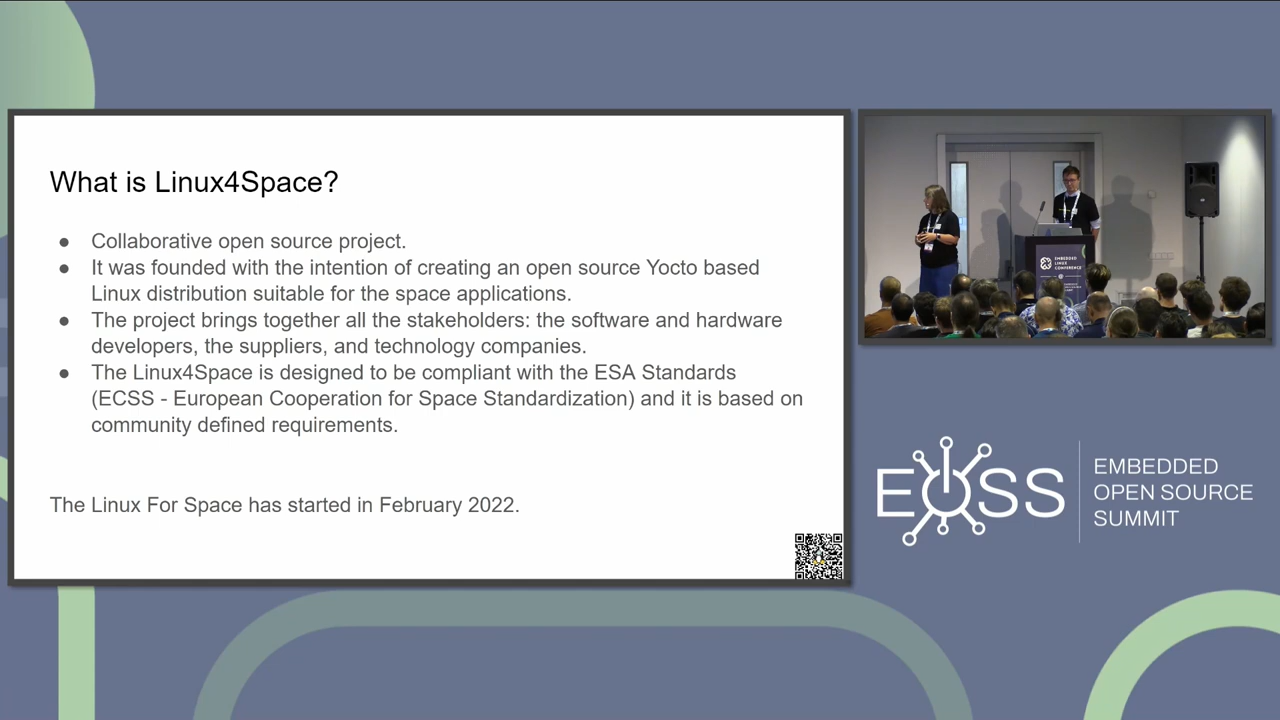 What is Linux4Space?
● Collaborative open source project.
● It was founded with the intention of creating an open source Yocto based
Linux distribution suitable for the space applications.
● The project brings together all the stakeholders: the software and hardware
developers, the suppliers, and technology companies.
● The Linux4Space is designed to be compliant with the ESA Standards
(ECSS - European Cooperation for Space Standardization) and it is based on
community defined requirements.
The Linux For Space has started in February 2022.
EMBEDDED
LINUX
CONFERENCE
EOSS
EMBEDDED
OPEN SOURCE
SUMMIT